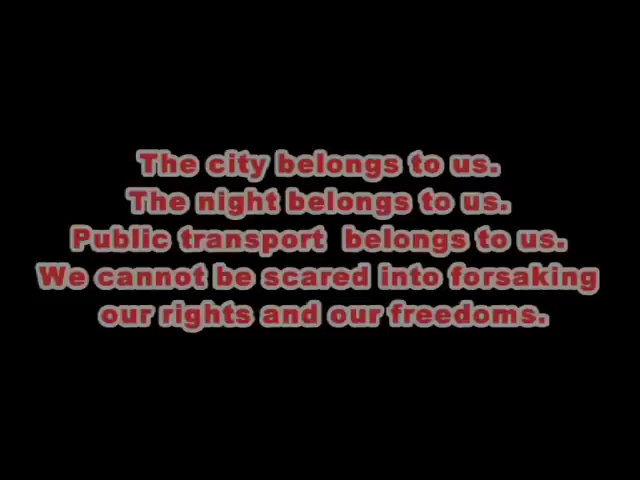 The city belongs to us.
The night belongs to us.
Public transport  belongs to us.
We cannot be scared into forsaking
our rights and our freedoms.